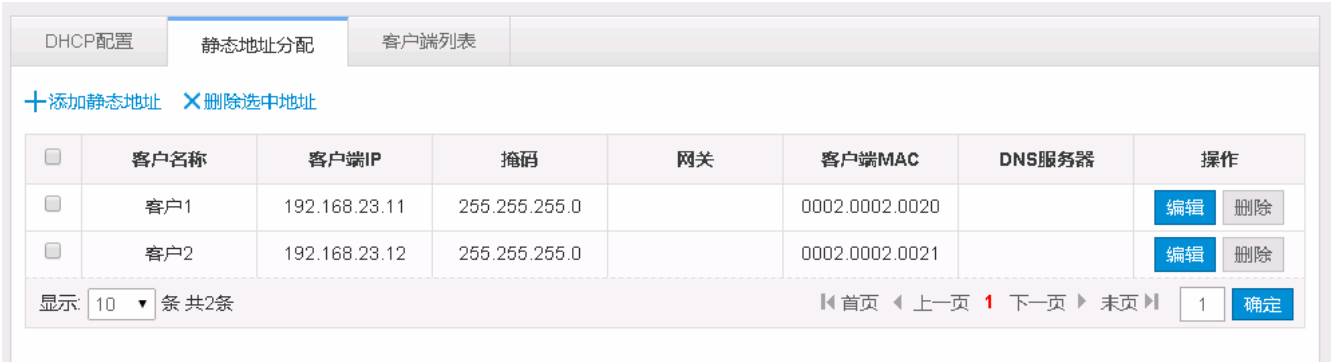 DHCP配置 静态地址分配 客户端列表
添加静态地址 删除选中地址
客户名称 客户端IP 掩码 网关 客户端MAC DNS服务器 操作
客户1 192.168.23.11 255.255.255.0 0002.0002.0020 编辑 删除
客户2 192.168.23.12 255.255.255.0 0002.0002.0021 编辑 删除
显示: 10 条 共2条 首页 上一页 1 下一页 末页 1 确定